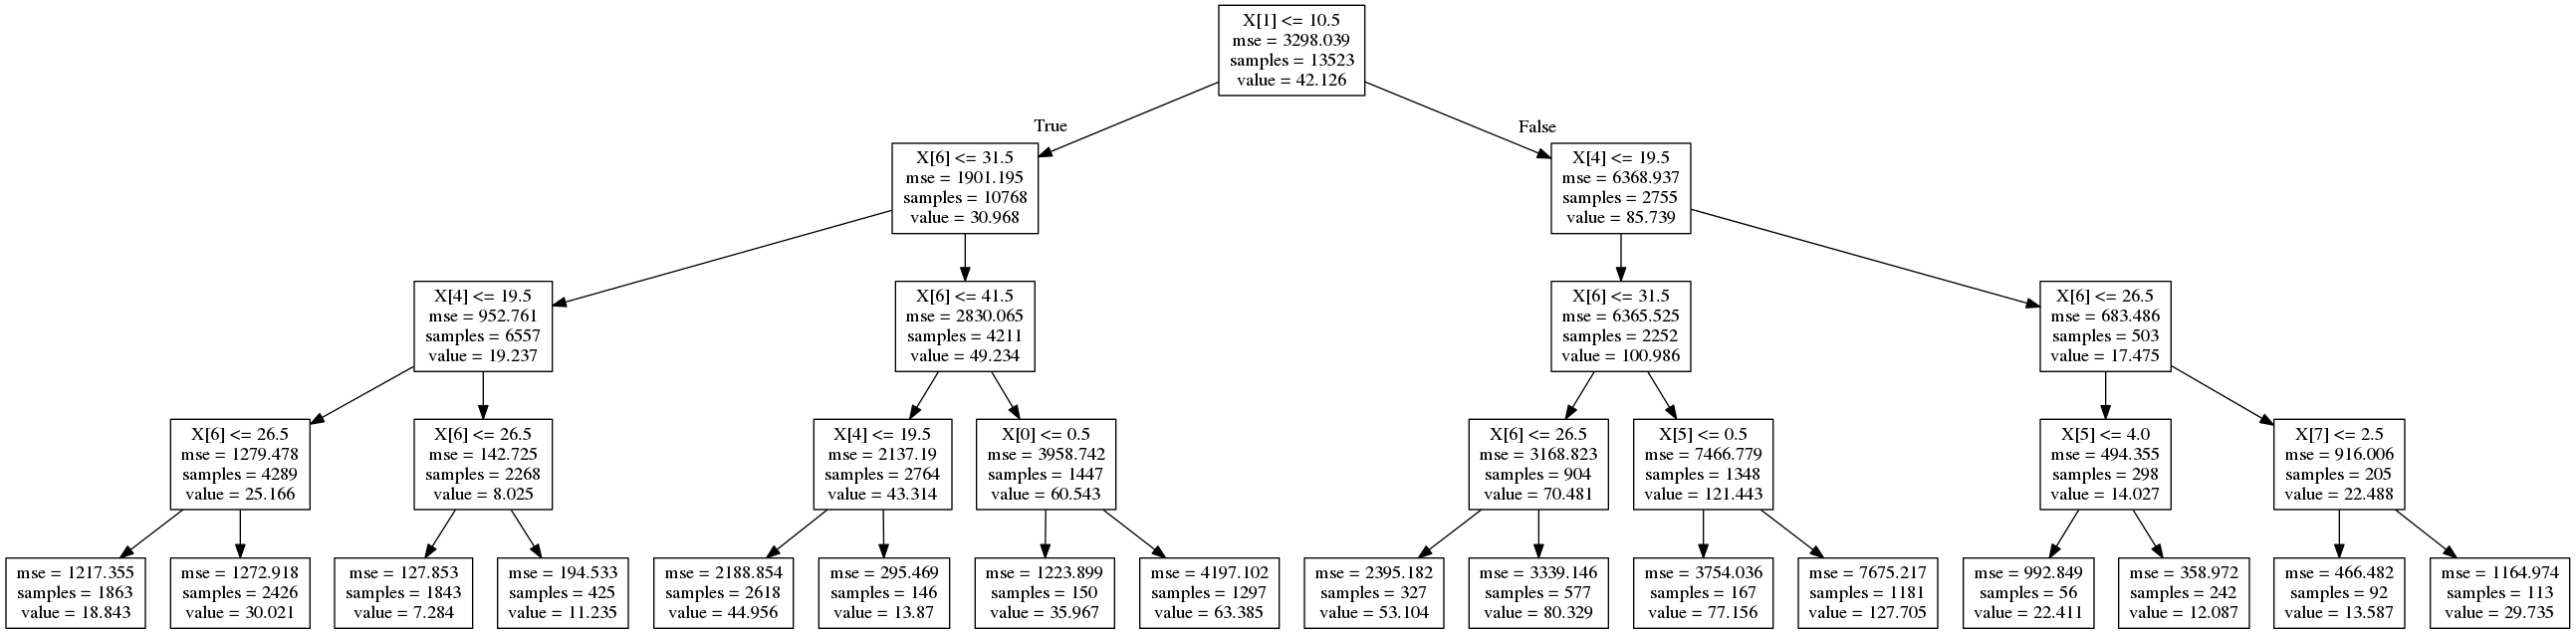 X[1] <= 10.5
mse = 3298.039
samples = 13523
value = 42.126
True
False
X[6] <= 31.5
mse = 1901.195
samples = 10768
value = 30.968
X[4] <= 19.5
mse = 6368.937
samples = 2755
value = 85.739
X[4] <= 19.5
mse = 952.761
samples = 6557
value = 19.237
X[6] <= 41.5
mse = 2830.065
samples = 4211
value = 49.234
X[6] <= 31.5
mse = 6365.525
samples = 2252
value = 100.986
X[6] <= 26.5
mse = 683.486
samples = 503
value = 17.475
X[6] <= 26.5
mse = 1279.478
samples = 4289
value = 25.166
X[6] <= 26.5
mse = 142.725
samples = 2268
value = 8.025
X[4] <= 19.5
mse = 2137.19
samples = 2764
value = 43.314
X[0] <= 0.5
mse = 3958.742
samples = 1447
value = 60.543
X[6] <= 26.5
mse = 3168.823
samples = 904
value = 70.481
X[5] <= 0.5
mse = 7466.779
samples = 1348
value = 121.443
X[5] <= 4.0
mse = 494.355
samples = 298
value = 14.027
X[7] <= 2.5
mse = 916.006
samples = 205
value = 22.488
mse = 1217.355
samples = 1863
value = 18.843
mse = 1272.918
samples = 2426
value = 30.021
mse = 127.853
samples = 1843
value = 7.284
mse = 194.533
samples = 425
value = 11.235
mse = 2188.854
samples = 2618
value = 44.956
mse = 295.469
samples = 146
value = 13.87
mse = 1223.899
samples = 150
value = 35.967
mse = 4197.102
samples = 1297
value = 63.385
mse = 2395.182
samples = 327
value = 53.104
mse = 3339.146
samples = 577
value = 80.329
mse = 3754.036
samples = 167
value = 77.156
mse = 7675.217
samples = 1181
value = 127.705
mse = 992.849
samples = 56
value = 22.411
mse = 358.972
samples = 242
value = 12.087
mse = 466.482
samples = 92
value = 13.587
mse = 1164.974
samples = 113
value = 29.735